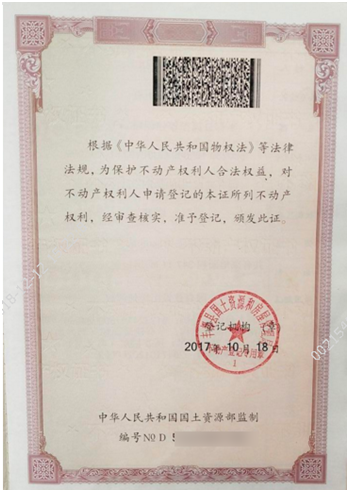 根据《中华人民共和国物权法》等法律
法规，为保护不动产权利人合法权益，对
不动产权利人申请登记的本证所列不动产
权利，经审查核实，准予登记，颁发此证。
登记机构（章）
2017年10月18日
中华人民共和国国土资源部监制
编号NO D